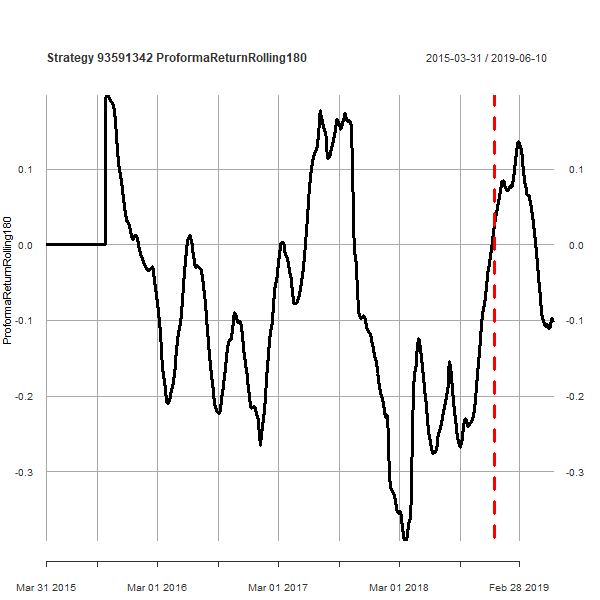 Strategy 93591342 ProformaReturnRolling180
2015-03-31 / 2019-06-10
ProformaReturnRolling180
0.1
0.0
-0.1
-0.2
-0.3
0.1
0.0
-0.1
-0.2
-0.3
Mar 31 2015
Mar 01 2016
Mar 01 2017
Mar 01 2018
Feb 28 2019